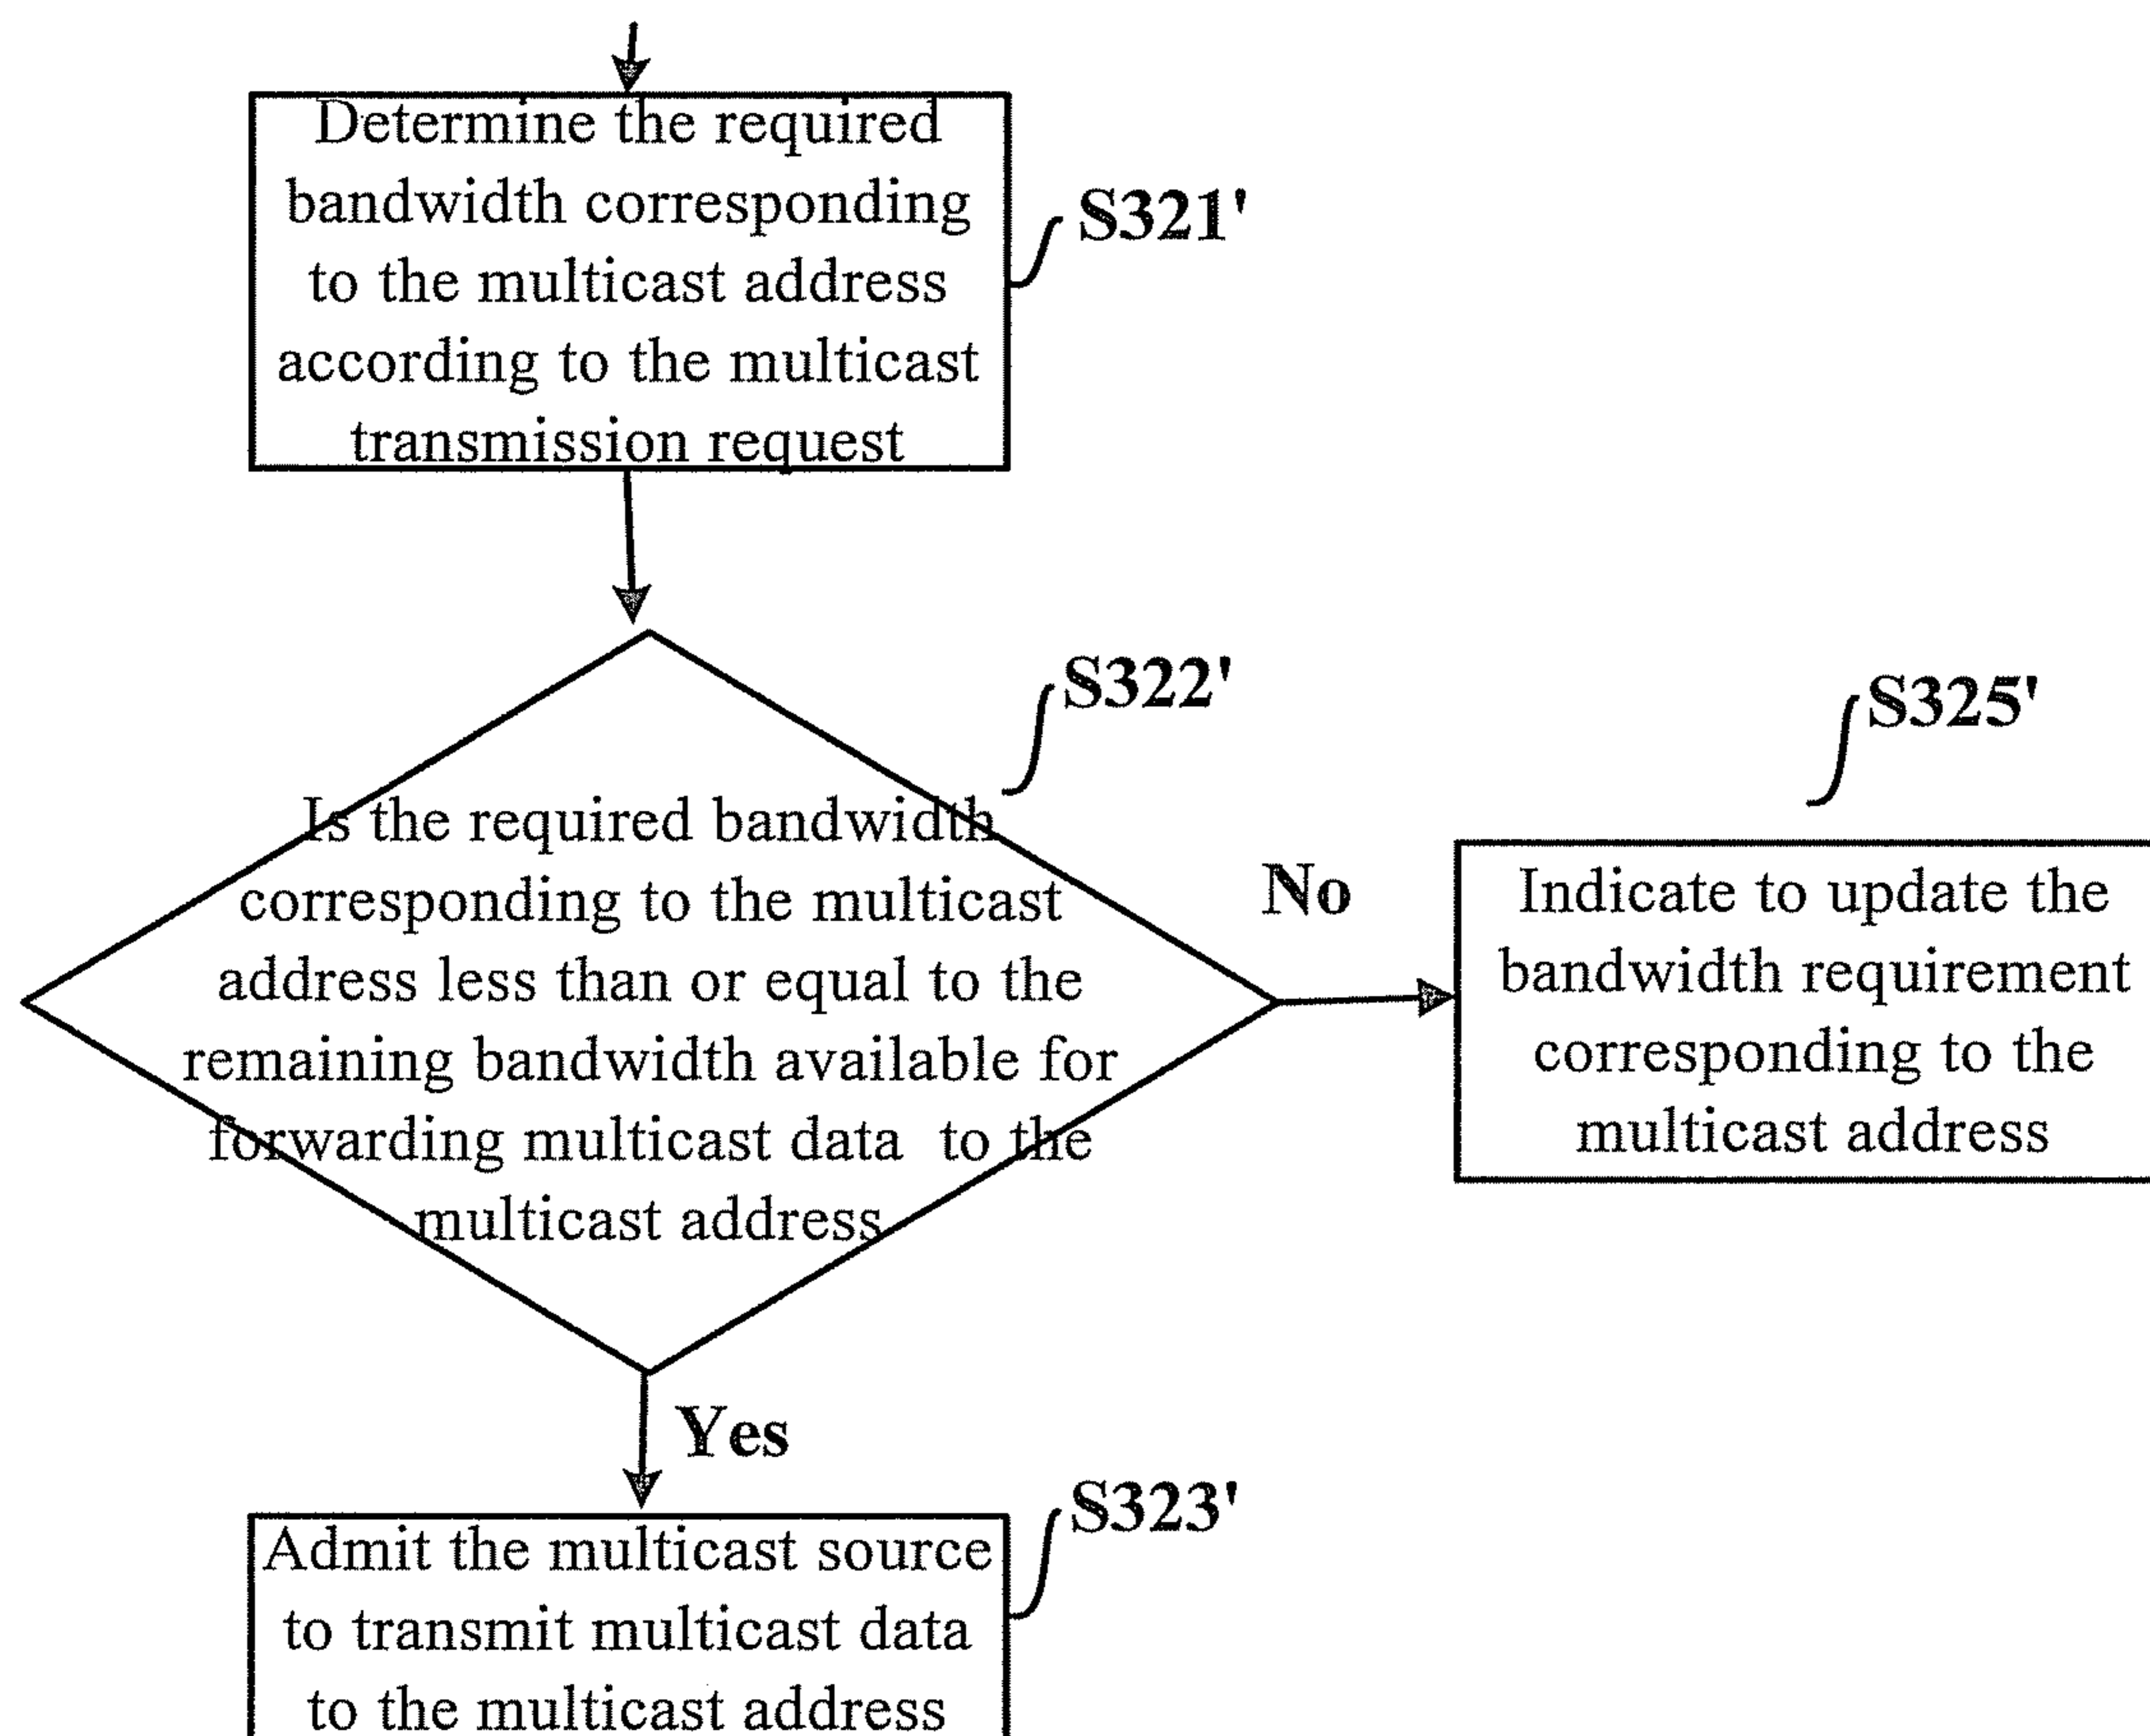 Determine the required
bandwidth corresponding
to the multicast address
according to the multicast
transmission request
S321'
S322'
Is the required bandwidth
corresponding to the multicast
address less than or equal to the
remaining bandwidth available for
forwarding multicast data to the
multicast address
No
S325'
Indicate to update the
bandwidth requirement
corresponding to the
multicast address
Yes
S323'
Admit the multicast source
to transmit multicast data
to the multicast address